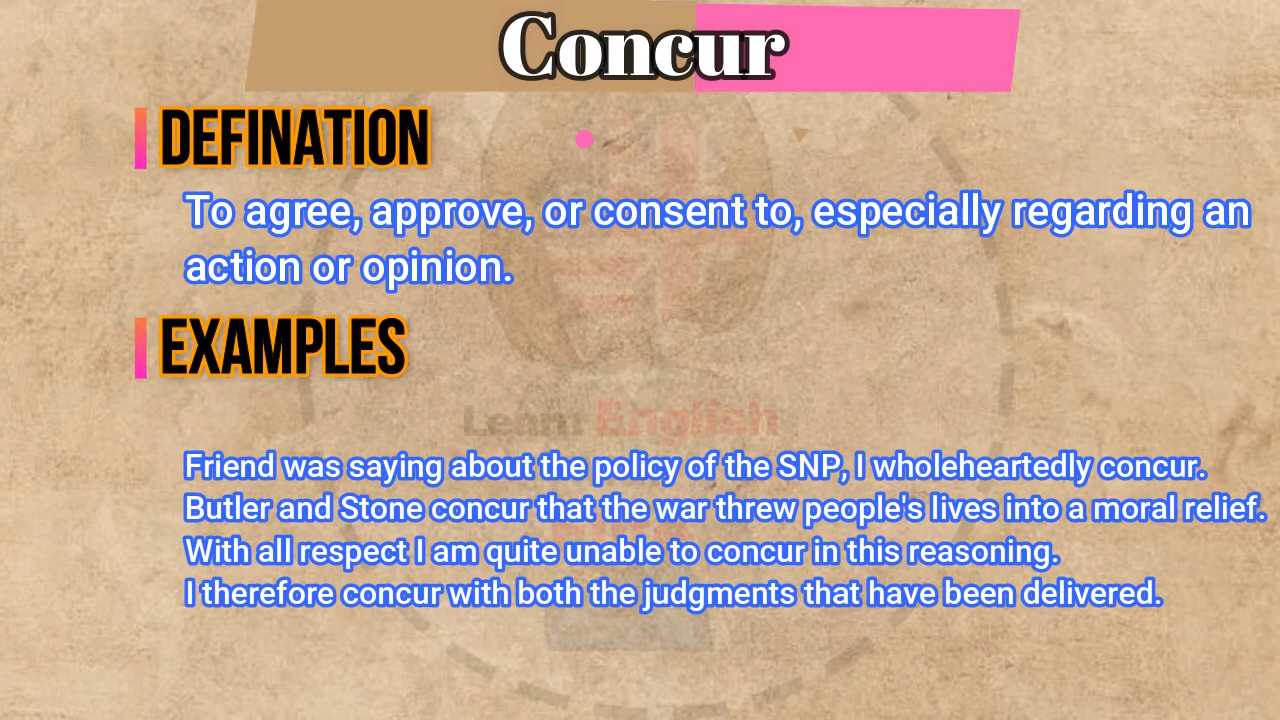 Concur
DEFINATION
To agree, approve, or consent to, especially regarding an
action or opinion.
EXAMPLES
Learn English
Friend was saying about the policy of the SNP, I wholeheartedly concur.
Butler and Stone concur that the war threw people's lives into a moral relief.
With all respect I am quite unable to concur in this reasoning.
I therefore concur with both the judgments that have been delivered.